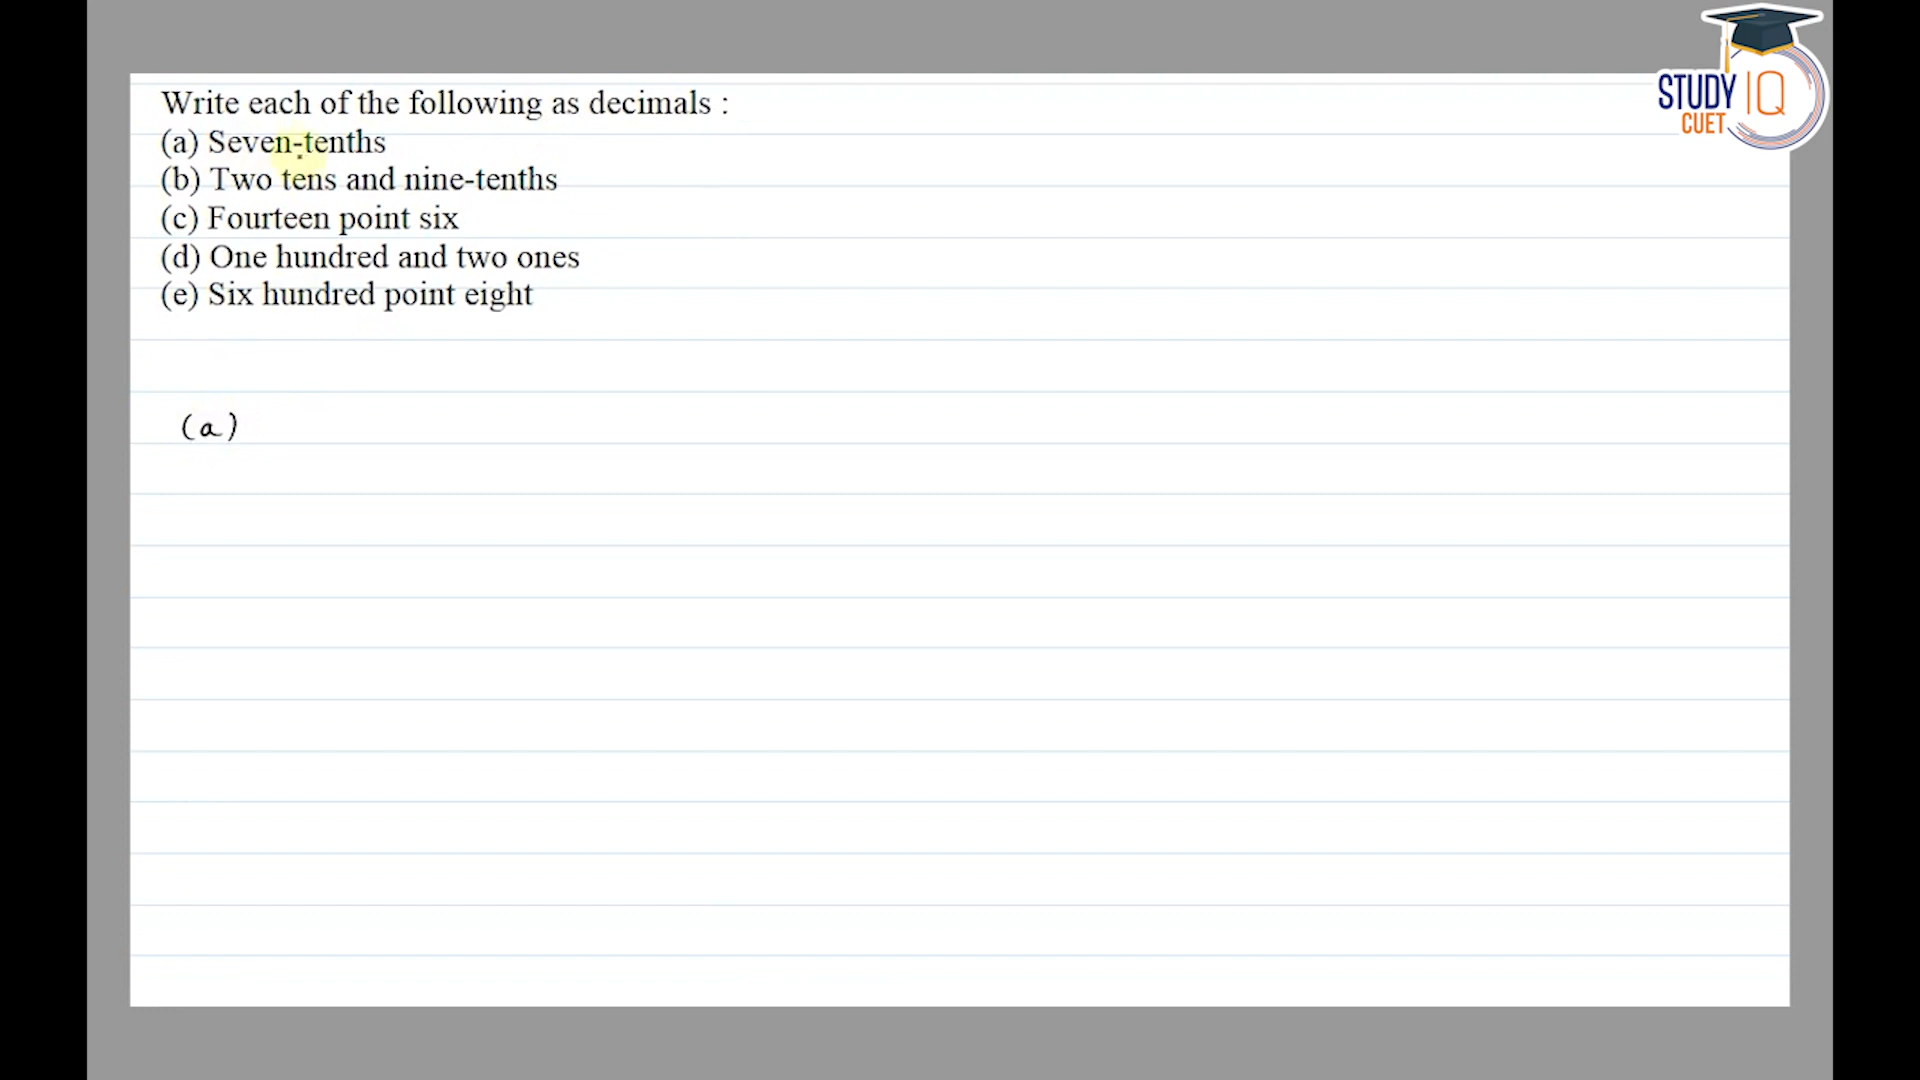 Write each of the following as decimals :
(a) Seven-tenths
(b) Two tens and nine-tenths
(c) Fourteen point six
(d) One hundred and two ones
(e) Six hundred point eight
(a)
STUDY IQ
CUET